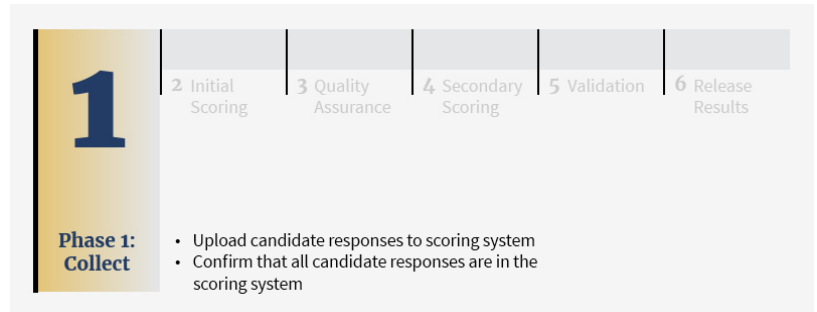 1
2 Initial
Scoring
3 Quality
Assurance
4 Secondary
Scoring
5 Validation
6 Release
Results
Phase 1:
Collect
• Upload candidate responses to scoring system
• Confirm that all candidate responses are in the
scoring system